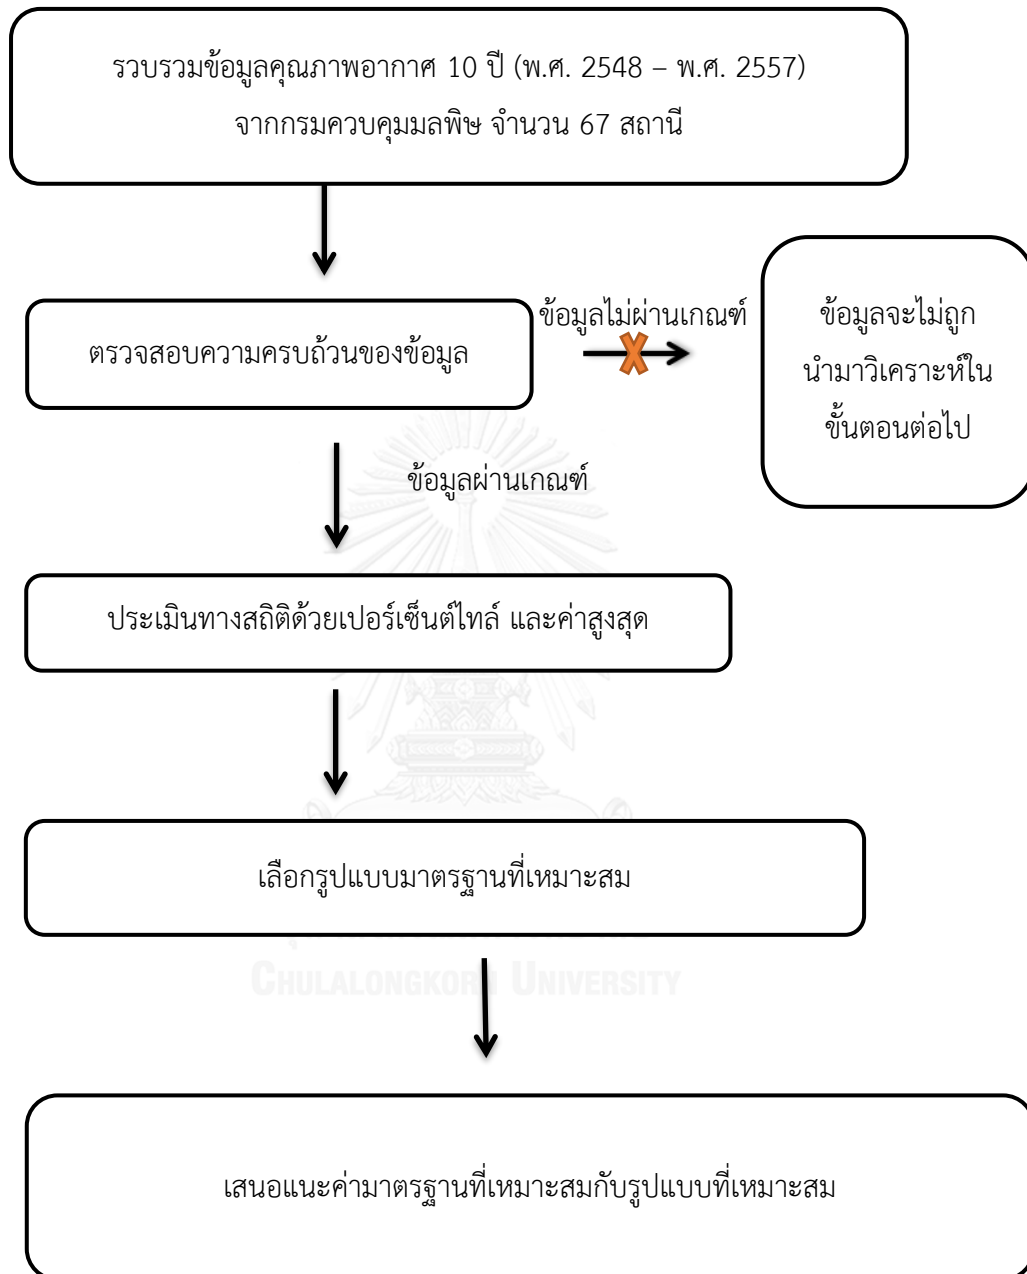 รวบรวมข้อมูลคุณภาพอากาศ 10 ปี (พ.ศ. 2548 – พ.ศ. 2557)
จากกรมควบคุมมลพิษ จำนวน 67 สถานี
ตรวจสอบความครบถ้วนของข้อมูล
ข้อมูลไม่ผ่านเกณฑ์
ข้อมูลจะไม่ถูก
นำมาวิเคราะห์ใน
ขั้นตอนต่อไป
ข้อมูลผ่านเกณฑ์
ประเมินทางสถิติด้วยเปอร์เซ็นต์ไทล์ และค่าสูงสุด
เลือกรูปแบบมาตรฐานที่เหมาะสม
CHULALONGKORN UNIVERSITY
เสนอแนะค่ามาตรฐานที่เหมาะสมกับรูปแบบที่เหมาะสม